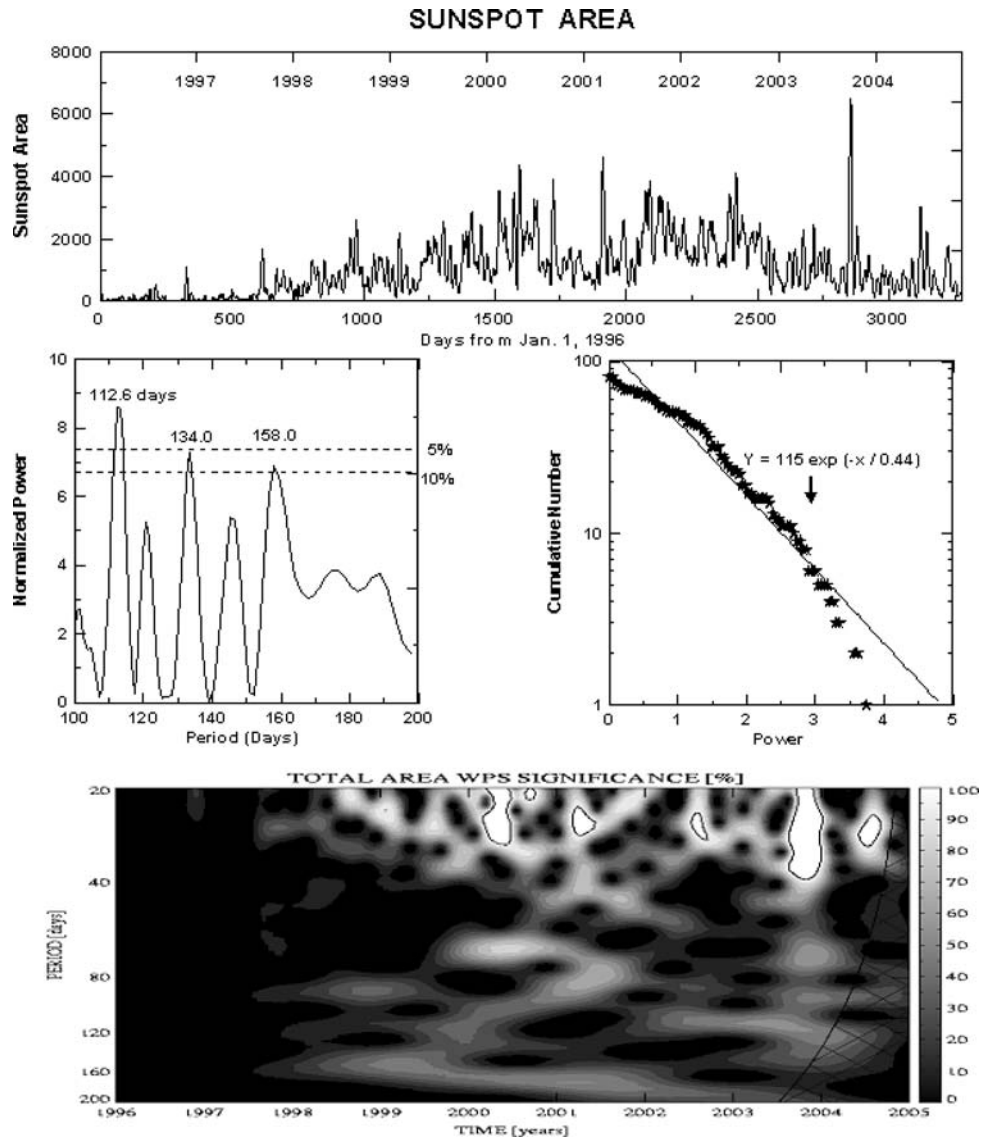 SUNSPOT AREA
8000
6000
4000
2000
0
Sunspot Area
1997 1998 1999 2000 2001 2002 2003 2004
0 500 1000 1500 2000 2500 3000
Days from Jan. 1, 1996
10
8
6
4
2
0
Normalized Power
112.6 days
134.0 158.0
5%
10%
100 120 140 160 180 200
Period (Days)
100
10
1
Cumulative Number
Y = 115 exp (-x / 0.44)
0 1 2 3 4 5
Power
TOTAL AREA WPS SIGNIFICANCE [%]
20
40
80
120
160
200
PERIOD [days]
100
90
80
70
60
50
40
30
20
10
0
1996 1997 1998 1999 2000 2001 2002 2003 2004 2005
TIME [years]